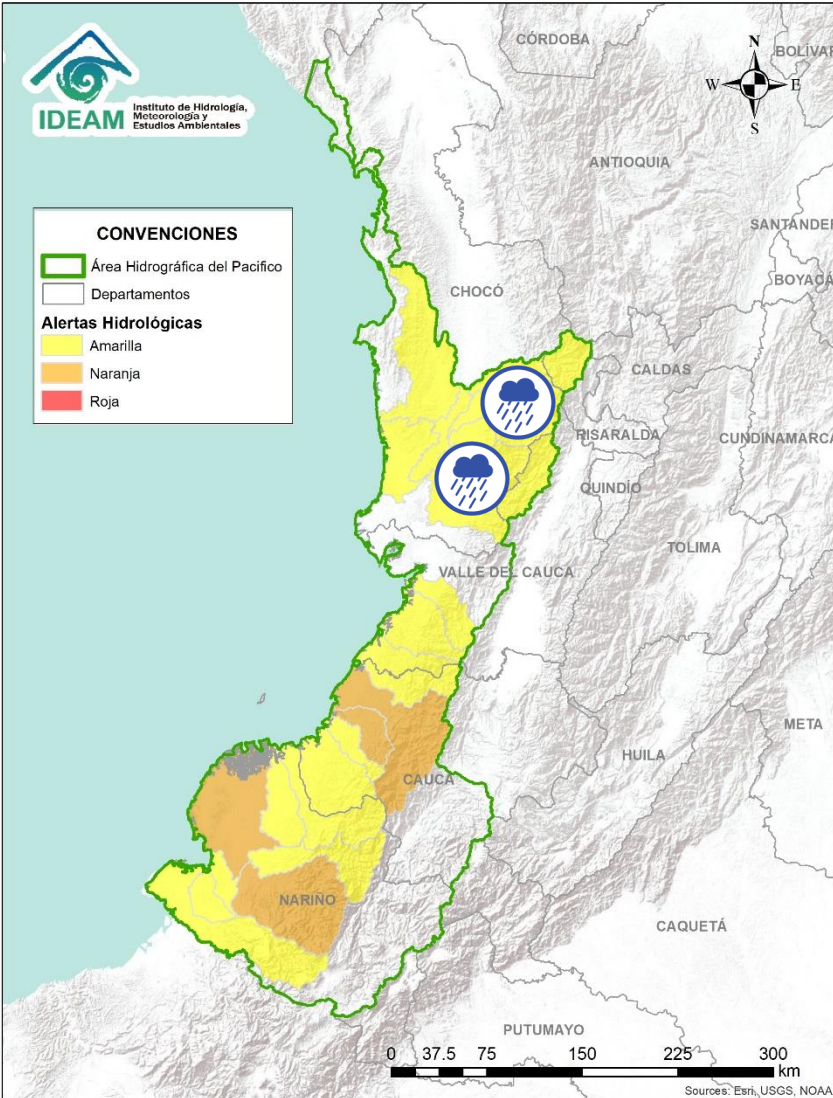 IDEAM
Instituto de Hidrología,
Meteorología y
Estudios Ambientales
N
W
E
S
CÓRDOBA
BOLÍVAR
ANTIOQUIA
SANTANDER
BOYACÁ
CONVENCIONES
Área Hidrográfica del Pacifico
Departamentos
Alertas Hidrológicas
Amarilla
Naranja
Roja
CHOCÓ
CALDAS
RISARALDA
CUNDINAMARCA
QUINDÍO
TOLIMA
VALLE DEL CAUCA
META
HUILA
CAUCA
NARIÑO
CAQUETÁ
PUTUMAYO
0 37.5 75 150 225 300
km
Sources: Esri, USGS, NOAA